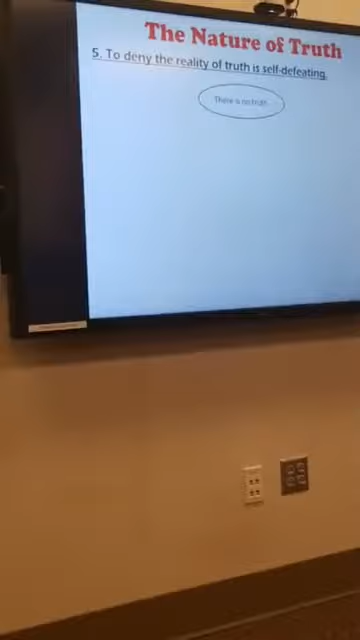 The Nature of Truth
5. To deny the reality of truth is self-defeating.
There is no truth